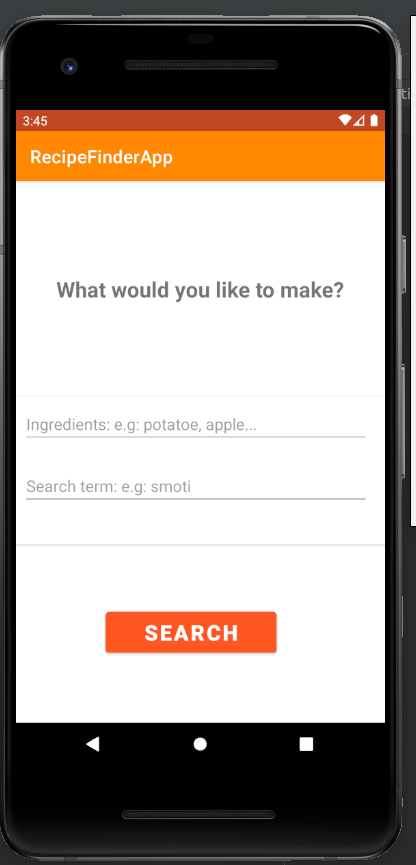 3:45
RecipeFinderApp
What would you like to make?
Ingredients: e.g: potatoe, apple...
Search term: e.g: smoti
SEARCH